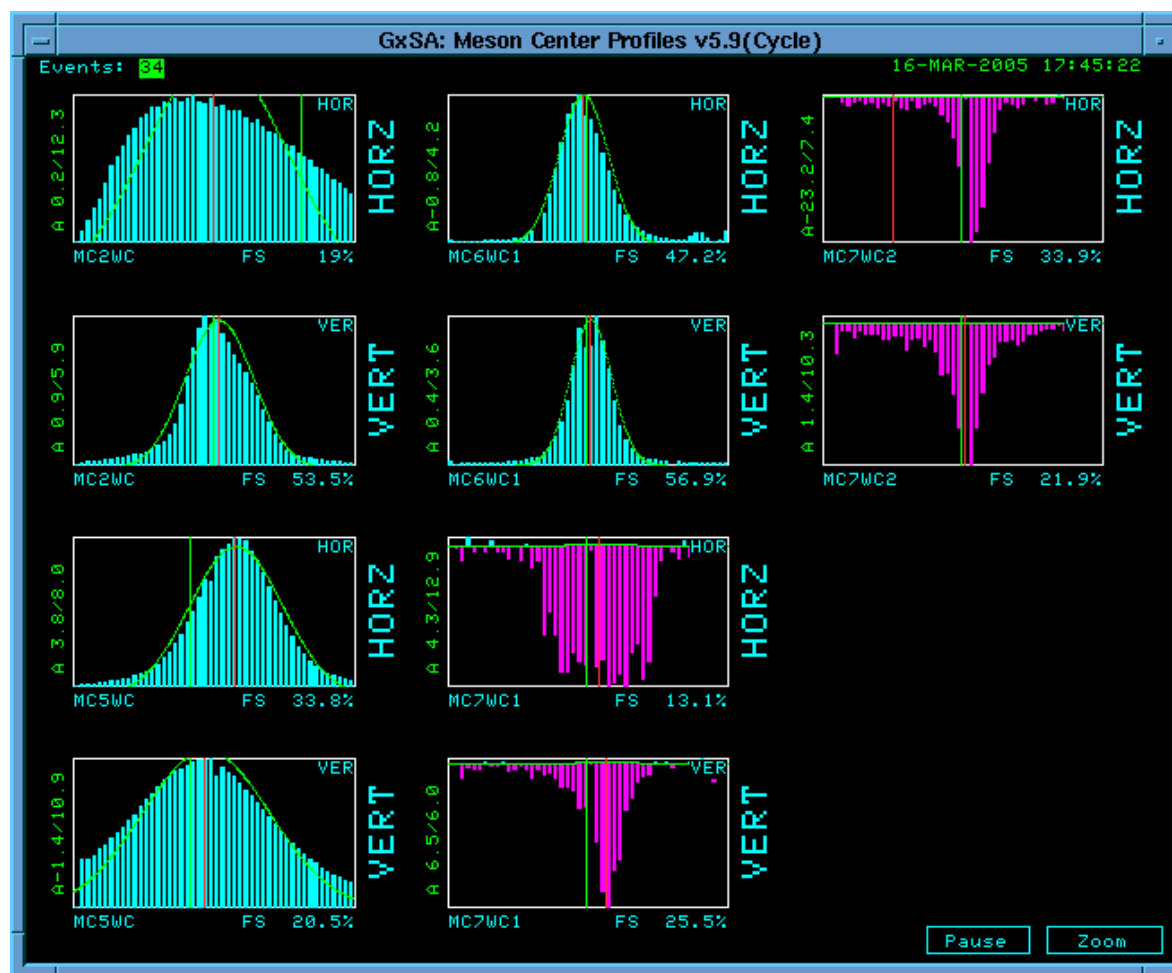 GxSA: Meson Center Profiles v5.9(Cycle)
Events: 34
16-MAR-2005 17:45:22
A 0.2/12.3
HOR
HORZ
MC2WC FS 19%
A-0.8/4.2
HOR
HORZ
MC6WC1 FS 47.2%
A-23.2/7.4
HOR
HORZ
MC7WC2 FS 33.9%
A 0.9/5.9
VER
VERT
MC2WC FS 53.5%
A 0.4/3.6
VER
VERT
MC6WC1 FS 56.9%
A 1.4/10.3
VER
VERT
MC7WC2 FS 21.9%
A 3.8/8.0
HOR
HORZ
MC5WC FS 33.8%
A 4.3/12.9
HOR
HORZ
MC7WC1 FS 13.1%
A-1.4/10.9
VER
VERT
MC5WC FS 20.5%
A 6.5/6.0
VER
VERT
MC7WC1 FS 25.5%
Pause
Zoom